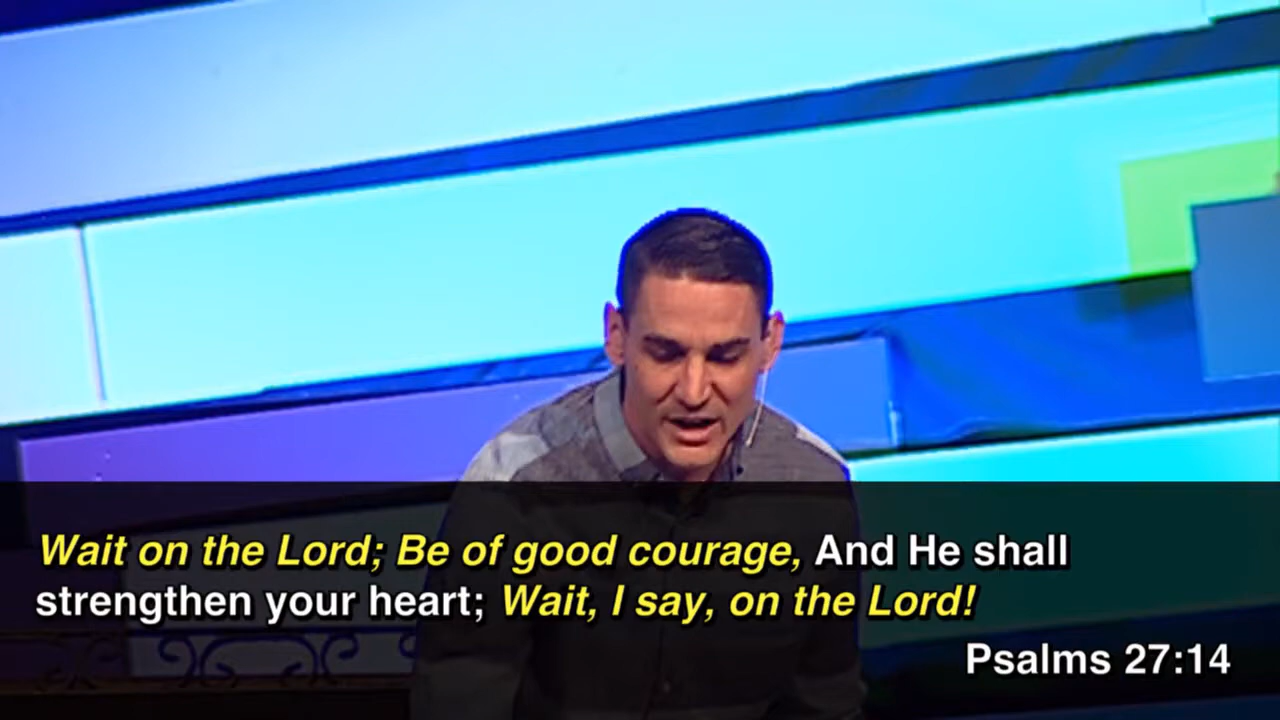 Wait on the Lord; Be of good courage, And He shall
strengthen your heart; Wait, I say, on the Lord!
Psalms 27:14